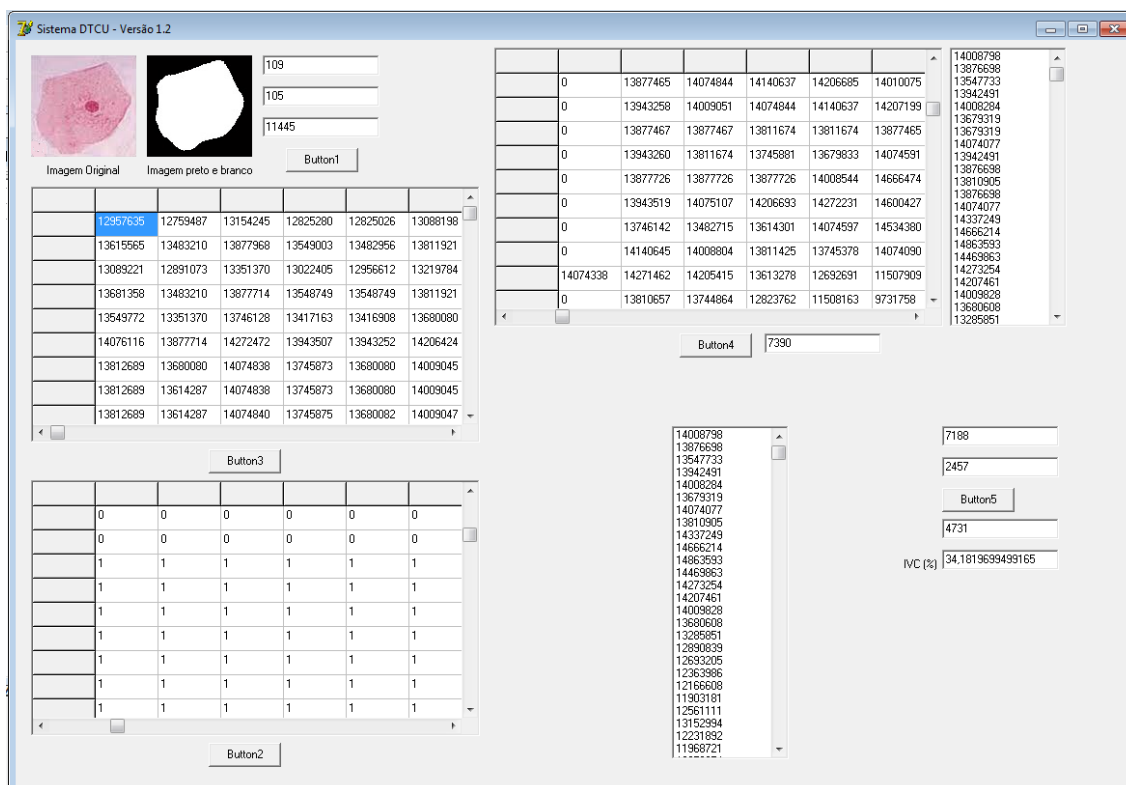 Sistema DTCU - Versão 1.2
109
105
11445
Button1
Imagem Original
Imagem preto e branco
12957635 12759487 13154245 12825280 12825026 13088198
13615565 13483210 13877968 13549003 13482956 13811921
13089221 12891073 13351370 13022405 12956612 13219784
13681358 13483210 13877714 13548749 13548749 13811921
13549772 13351370 13746128 13417163 13416908 13680080
14076116 13877714 14272472 13943507 13943252 14206424
13812689 13680080 14074838 13745873 13680080 14009045
13812689 13614287 14074838 13745873 13680080 14009045
13812689 13614287 14074840 13745875 13680082 14009047
Button3
0 0 0 0 0 0
0 0 0 0 0 0
1 1 1 1 1 1
1 1 1 1 1 1
1 1 1 1 1 1
1 1 1 1 1 1
1 1 1 1 1 1
1 1 1 1 1 1
1 1 1 1 1 1
Button2
0 13877465 14074844 14140637 14206685 14010075
0 13943258 14009051 14074844 14140637 14207199
0 13877467 13877467 13811674 13811674 13877465
0 13943260 13811674 13745881 13679833 14074591
0 13877726 13877726 13877726 14008544 14666474
0 13943519 14075107 14206693 14272231 14600427
0 13746142 13482715 13614301 14074597 14534380
0 14140645 14008804 13811425 13745378 14074090
14074338 14271462 14205415 13613278 12692691 11507909
0 13810657 13744864 12823762 11508163 9731758
Button4
7390
14008798
13876698
13547733
13942491
14008284
13679319
13679319
14074077
13942491
13876698
13810905
13876698
14074077
14337249
14666214
14863593
14469863
14273254
14207461
14009828
13680608
13285851
14008798
13876698
13547733
13942491
14008284
13679319
14074077
13810905
14337249
14666214
14863593
14469863
14273254
14207461
14009828
13680608
13285851
12890839
12693205
12363986
12166608
11903181
12561111
13152994
12231892
11968721
7188
2457
Button5
4731
IVC (%)
34,1819699499165